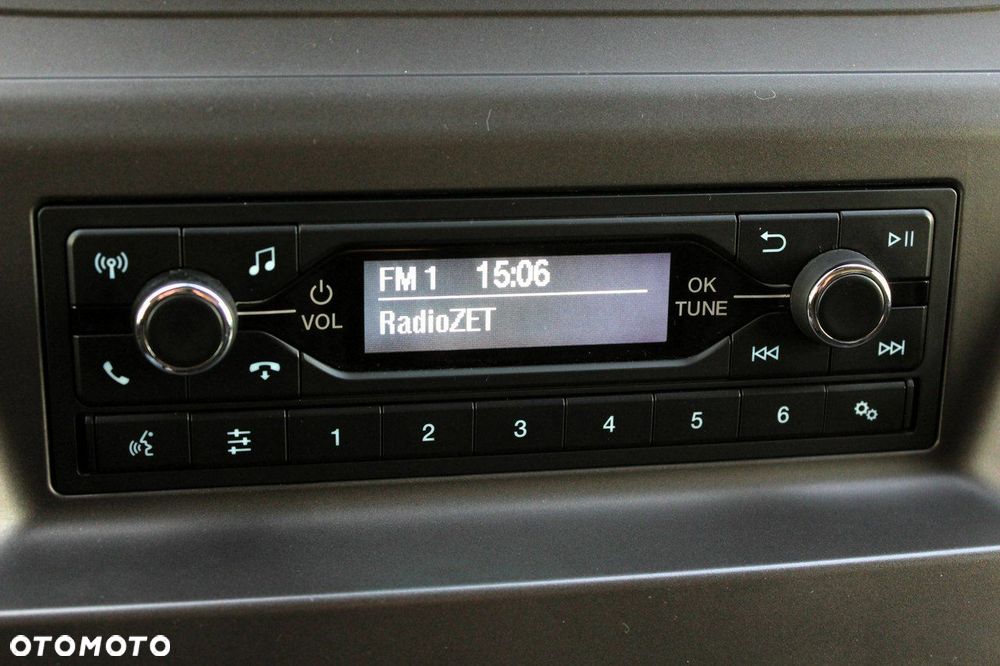 FM 1 15:06
RadioZET
VOL
OK
TUNE
1 2 3 4 5 6
OTOMOTO